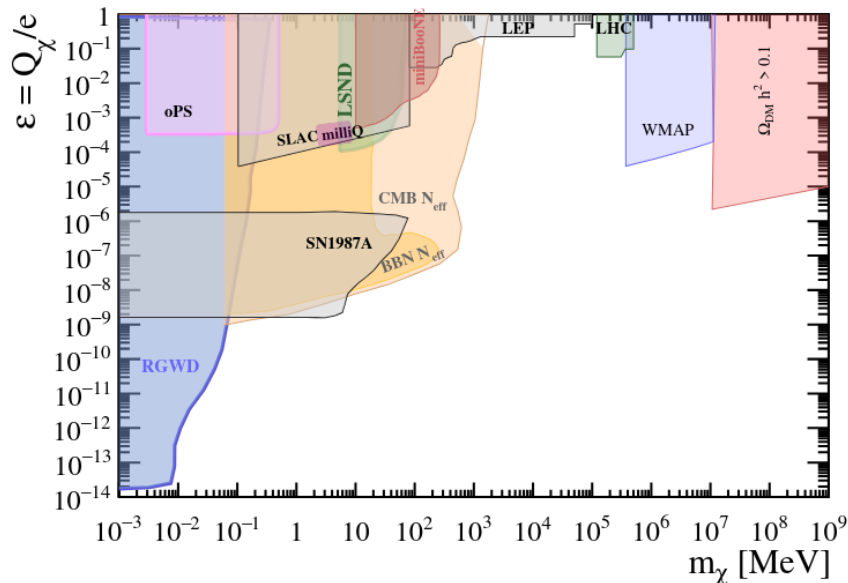 ε = Q_χ/e
1
10^-1
10^-2
10^-3
10^-4
10^-5
10^-6
10^-7
10^-8
10^-9
10^-10
10^-11
10^-12
10^-13
10^-14
oPS
SLAC milliQ
LSND
miniBooNE
LEP
LHC
WMAP
Ω_DM h^2 > 0.1
CMB N_eff
SN1987A
BBN N_eff
RGWD
10^-3 10^-2 10^-1 1 10 10^2 10^3 10^4 10^5 10^6 10^7 10^8 10^9
m_χ [MeV]